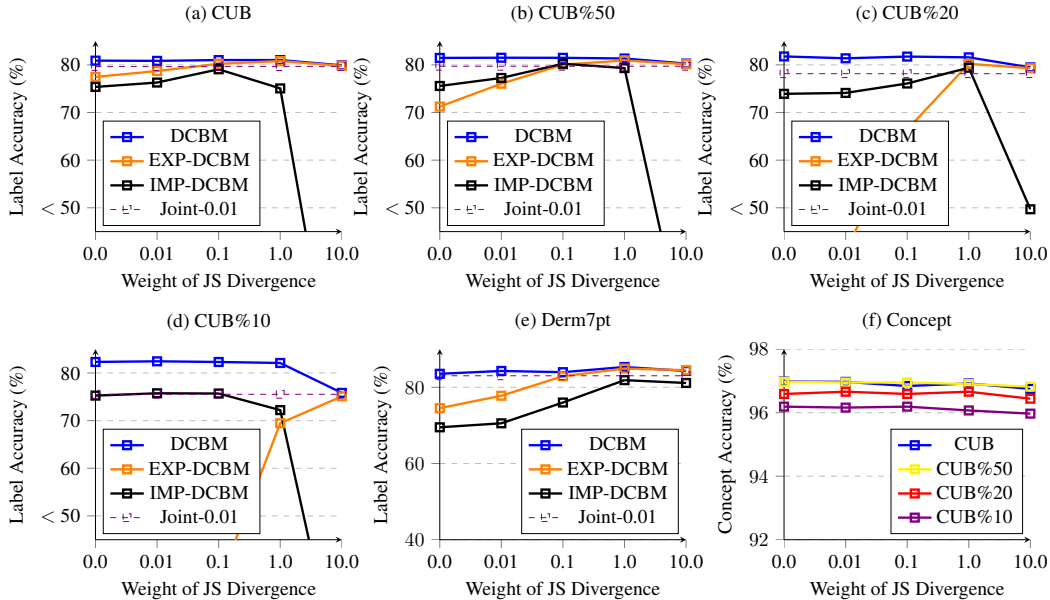 (a) CUB
Label Accuracy (%)
80
70
60
< 50
DCBM
EXP-DCBM
IMP-DCBM
Joint-0.01
0.0 0.01 0.1 1.0 10.0
Weight of JS Divergence
(b) CUB%50
Label Accuracy (%)
80
70
60
< 50
DCBM
EXP-DCBM
IMP-DCBM
Joint-0.01
0.0 0.01 0.1 1.0 10.0
Weight of JS Divergence
(c) CUB%20
Label Accuracy (%)
80
70
60
< 50
DCBM
EXP-DCBM
IMP-DCBM
Joint-0.01
0.0 0.01 0.1 1.0 10.0
Weight of JS Divergence
(d) CUB%10
Label Accuracy (%)
80
70
60
< 50
DCBM
EXP-DCBM
IMP-DCBM
Joint-0.01
0.0 0.01 0.1 1.0 10.0
Weight of JS Divergence
(e) Derm7pt
Label Accuracy (%)
80
60
40
DCBM
EXP-DCBM
IMP-DCBM
Joint-0.01
0.0 0.01 0.1 1.0 10.0
Weight of JS Divergence
(f) Concept
Concept Accuracy (%)
98
96
94
92
CUB
CUB%50
CUB%20
CUB%10
0.0 0.01 0.1 1.0 10.0
Weight of JS Divergence